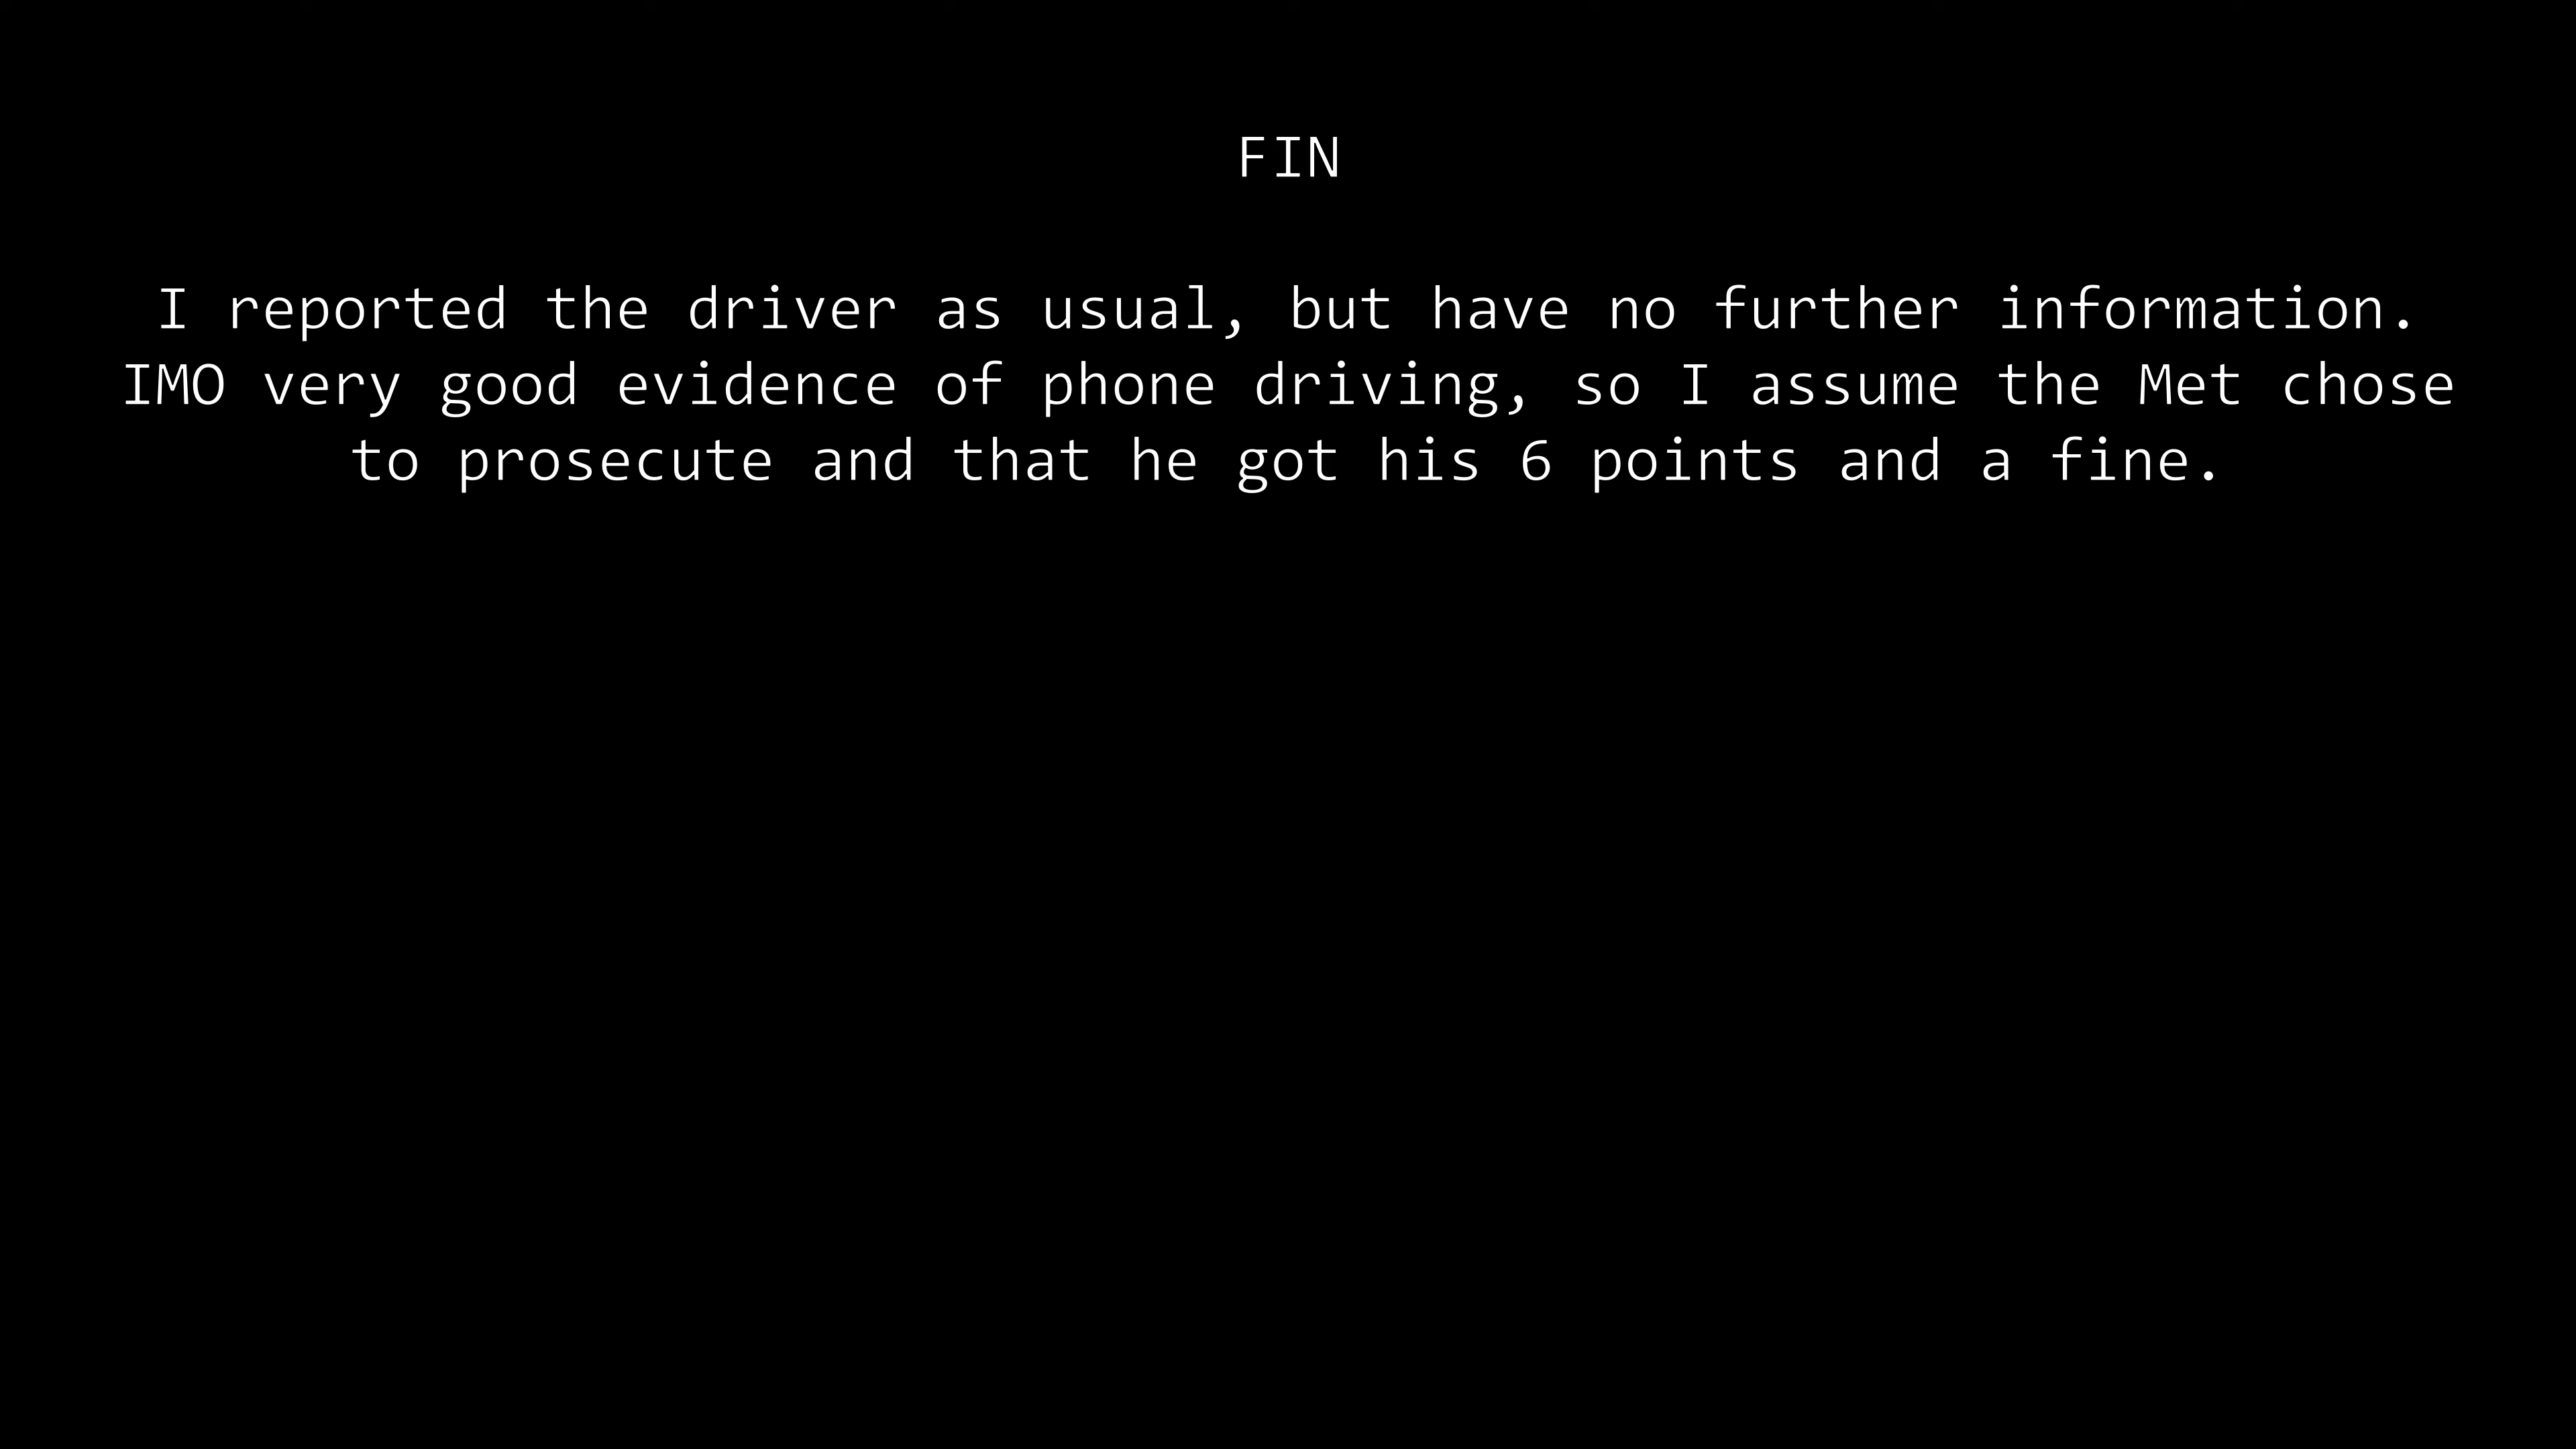 FIN
I reported the driver as usual, but have no further information.
IMO very good evidence of phone driving, so I assume the Met chose
to prosecute and that he got his 6 points and a fine.